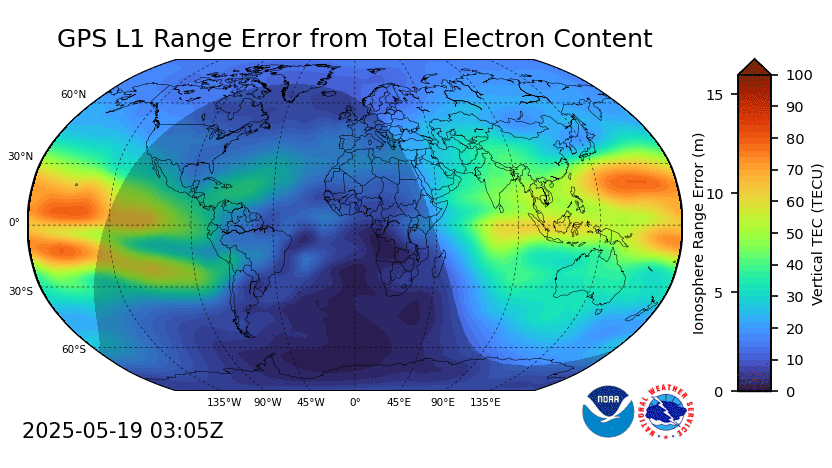 GPS L1 Range Error from Total Electron Content
60°N
30°N
0°
30°S
60°S
135°W 90°W 45°W 0° 45°E 90°E 135°E
15
10
5
0
Ionosphere Range Error (m)
100
90
80
70
60
50
40
30
20
10
0
Vertical TEC (TECU)
NOAA
NATIONAL WEATHER SERVICE
2025-05-19 03:05Z